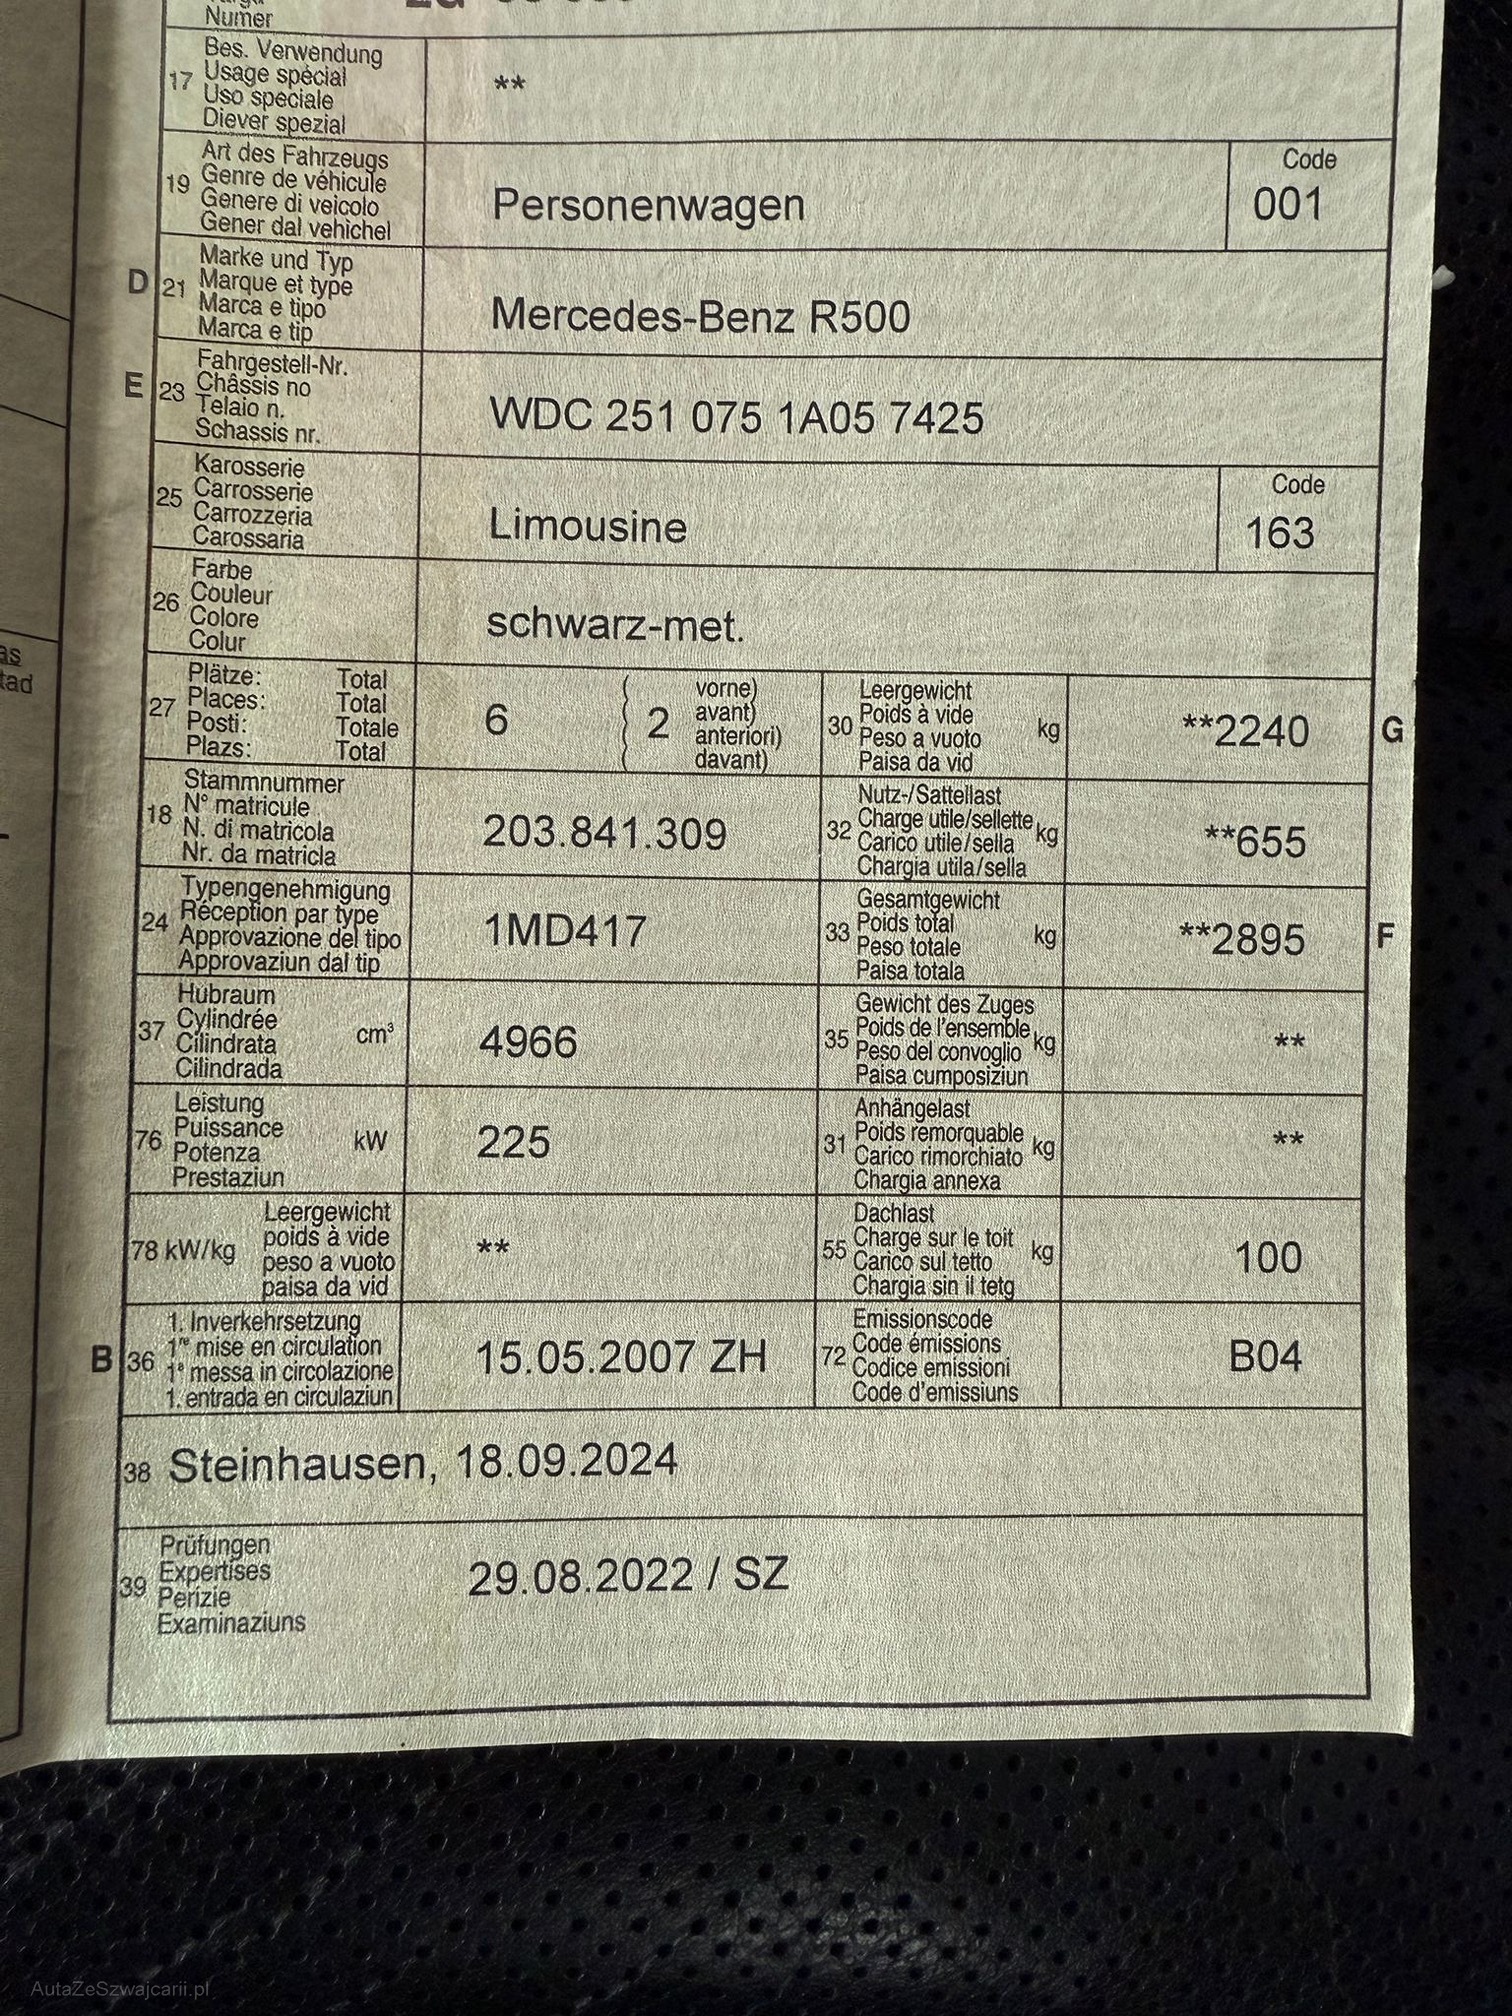 Numer
17 Bes. Verwendung
Usage spécial
Uso speciale
Diever spezial
**
19 Art des Fahrzeugs
Genre de véhicule
Genere di veicolo
Gener dal vehichel
Personenwagen
Code
001
D 21 Marke und Typ
Marque et type
Marca e tipo
Marca e tip
Mercedes-Benz R500
E 23 Fahrgestell-Nr.
Châssis no
Telaio n.
Schassis nr.
WDC 251 075 1A05 7425
25 Karosserie
Carrosserie
Carrozzeria
Carossaria
Limousine
Code
163
26 Farbe
Couleur
Colore
Colur
schwarz-met.
as
tad
27 Plätze: Total
Places: Total
Posti: Totale
Plazs: Total
6 ( 2 vorne)
avant)
anteriori)
davant)
30 Leergewicht
Poids à vide kg
Peso a vuoto
Paisa da vid
**2240 G
18 Stammnummer
N° matricule
N. di matricola
Nr. da matricla
203.841.309
32 Nutz-/Sattellast
Charge utile/sellette kg
Carico utile/sella
Chargia utila/sella
**655
24 Typengenehmigung
Réception par type
Approvazione del tipo
Approvaziun dal tip
1MD417
33 Gesamtgewicht
Poids total kg
Peso totale
Paisa totala
**2895 F
37 Hubraum
Cylindrée cm³
Cilindrata
Cilindrada
4966
35 Gewicht des Zuges
Poids de l'ensemble kg
Peso del convoglio
Paisa cumposiziun
**
76 Leistung
Puissance kW
Potenza
Prestaziun
225
31 Anhängelast
Poids remorquable kg
Carico rimorchiato
Chargia annexa
**
78 kW/kg Leergewicht
poids à vide
peso a vuoto
paisa da vid
**
55 Dachlast
Charge sur le toit kg
Carico sul tetto
Chargia sin il tetg
100
B 36 1. Inverkehrsetzung
1re mise en circulation
1a messa in circolazione
1. entrada en circulaziun
15.05.2007 ZH
72 Emissionscode
Code émissions
Codice emissioni
Code d'emissiuns
B04
38 Steinhausen, 18.09.2024
39 Prüfungen
Expertises
Perizie
Examinaziuns
29.08.2022 / SZ
AutaZeSzwajcarii.pl